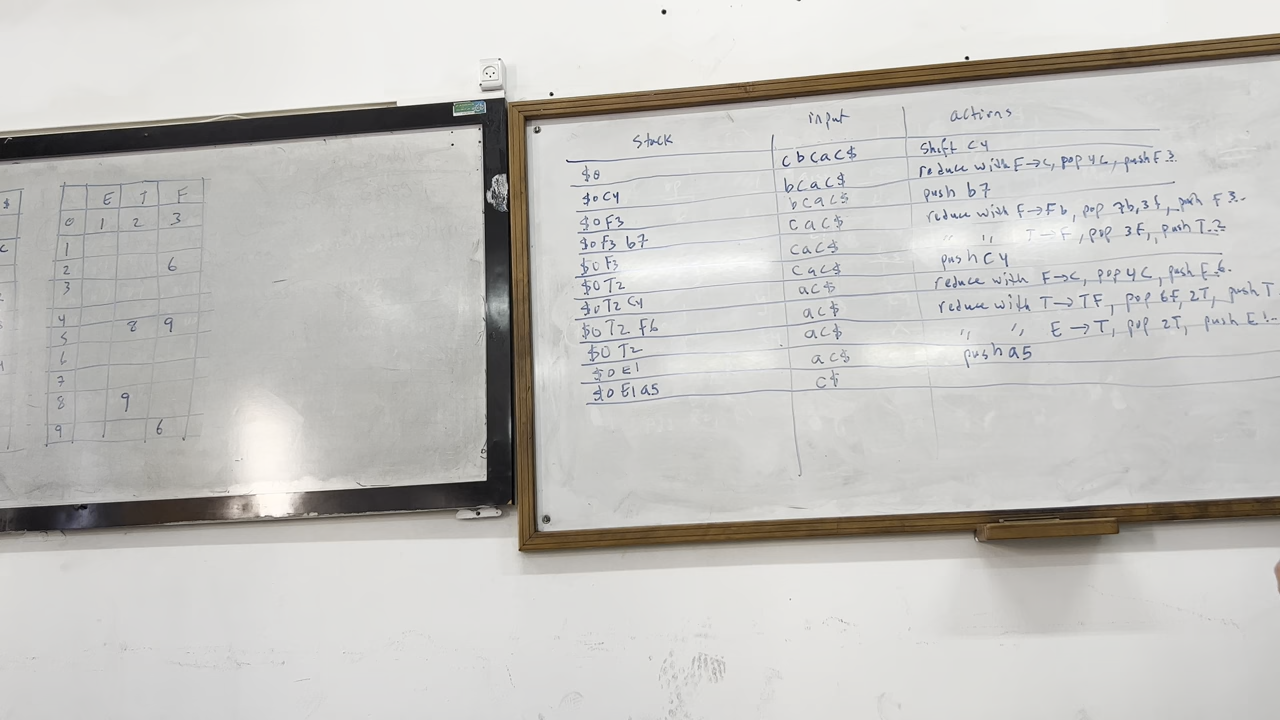 $
E T F
0 1 2 3
1
2 6
3
4 8 9
5
6
7
8 9
9 6
stack input actions
$0 cbcac$ shift c4
$0C4 bcac$ reduce with F→c, pop 4c, push F3
$0F3 bcac$ push b7
$0F3 b7 cac$ reduce with F→Fb, pop 7b,3f, push F3
$0F3 cac$ " " T→F, pop 3F, push T2
$0T2 cac$ push C4
$0T2 C4 ac$ reduce with F→c, pop 4c, push F6
$0T2 F6 ac$ reduce with T→TF, pop 6F, 2T, push T
$0T2 ac$ " " E→T, pop 2T, push E1
$0E1 ac$ push a5
$0E1a5 c$